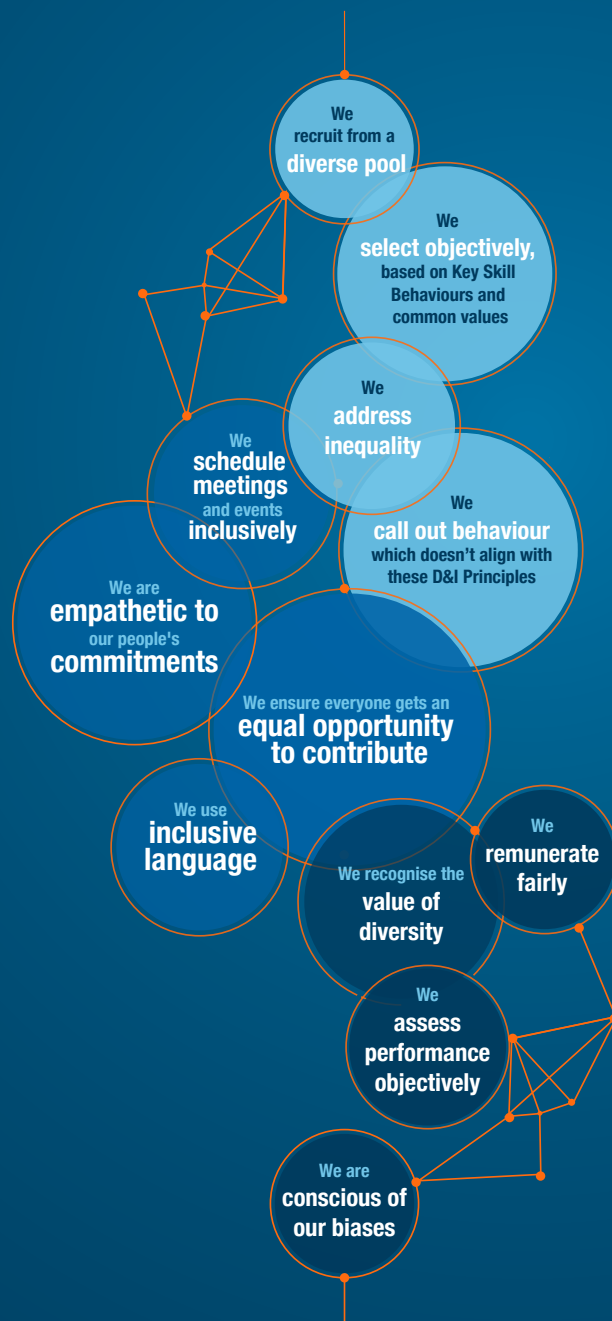 We
recruit from a
diverse pool
We
select objectively,
based on Key Skill
Behaviours and
common values
We
address
inequality
We
schedule
meetings
and events
inclusively
We
call out behaviour
which doesn't align with
these D&I Principles
We are
empathetic to
our people's
commitments
We ensure everyone gets an
equal opportunity
to contribute
We use
inclusive
language
We
remunerate
fairly
We recognise the
value of
diversity
We
assess
performance
objectively
We are
conscious of
our biases